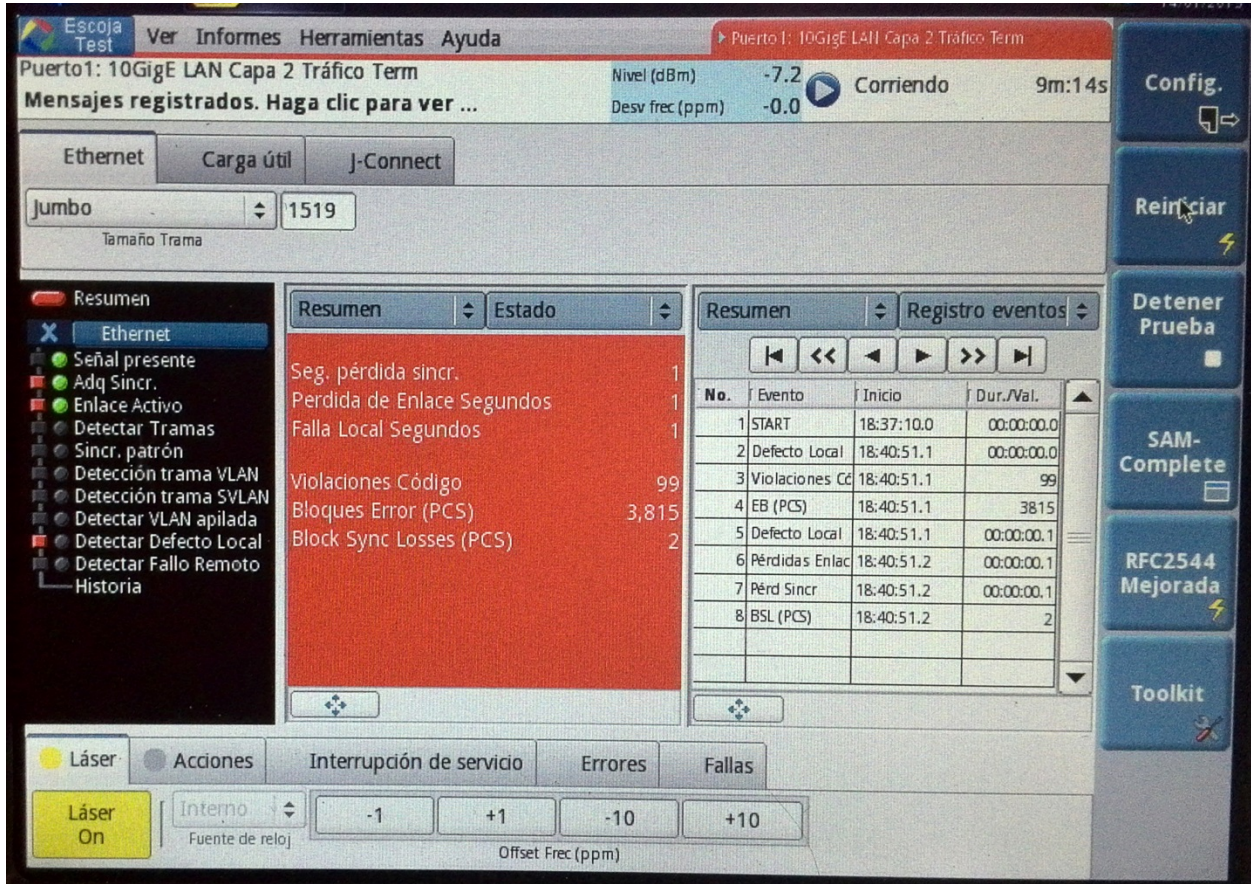 Escoja
Test
Ver Informes Herramientas Ayuda
Puerto 1: 10GigE LAN Capa 2 Tráfico Term
Puerto1: 10GigE LAN Capa 2 Tráfico Term
Mensajes registrados. Haga clic para ver ...
Nivel (dBm) -7.2
Desv frec (ppm) -0.0
Corriendo 9m:14s
Config.
Ethernet Carga útil J-Connect
Jumbo 1519
Tamaño Trama
Reiniciar
Detener
Prueba
SAM-
Complete
RFC2544
Mejorada
Toolkit
Resumen
Ethernet
Señal presente
Adq Sincr.
Enlace Activo
Detectar Tramas
Sincr. patrón
Detección trama VLAN
Detección trama SVLAN
Detectar VLAN apilada
Detectar Defecto Local
Detectar Fallo Remoto
Historia
Resumen Estado
Seg. pérdida sincr. 1
Perdida de Enlace Segundos 1
Falla Local Segundos 1
Violaciones Código 99
Bloques Error (PCS) 3,815
Block Sync Losses (PCS) 2
Resumen Registro eventos
No. Evento Inicio Dur./Val.
1 START 18:37:10.0 00:00:00.0
2 Defecto Local 18:40:51.1 00:00:00.0
3 Violaciones Có 18:40:51.1 99
4 EB (PCS) 18:40:51.1 3815
5 Defecto Local 18:40:51.1 00:00:00.1
6 Pérdidas Enlac 18:40:51.2 00:00:00.1
7 Pérd Sincr 18:40:51.2 00:00:00.1
8 BSL (PCS) 18:40:51.2 2
Láser Acciones Interrupción de servicio Errores Fallas
Láser
On
Interno
Fuente de reloj
-1 +1 -10 +10
Offset Frec (ppm)